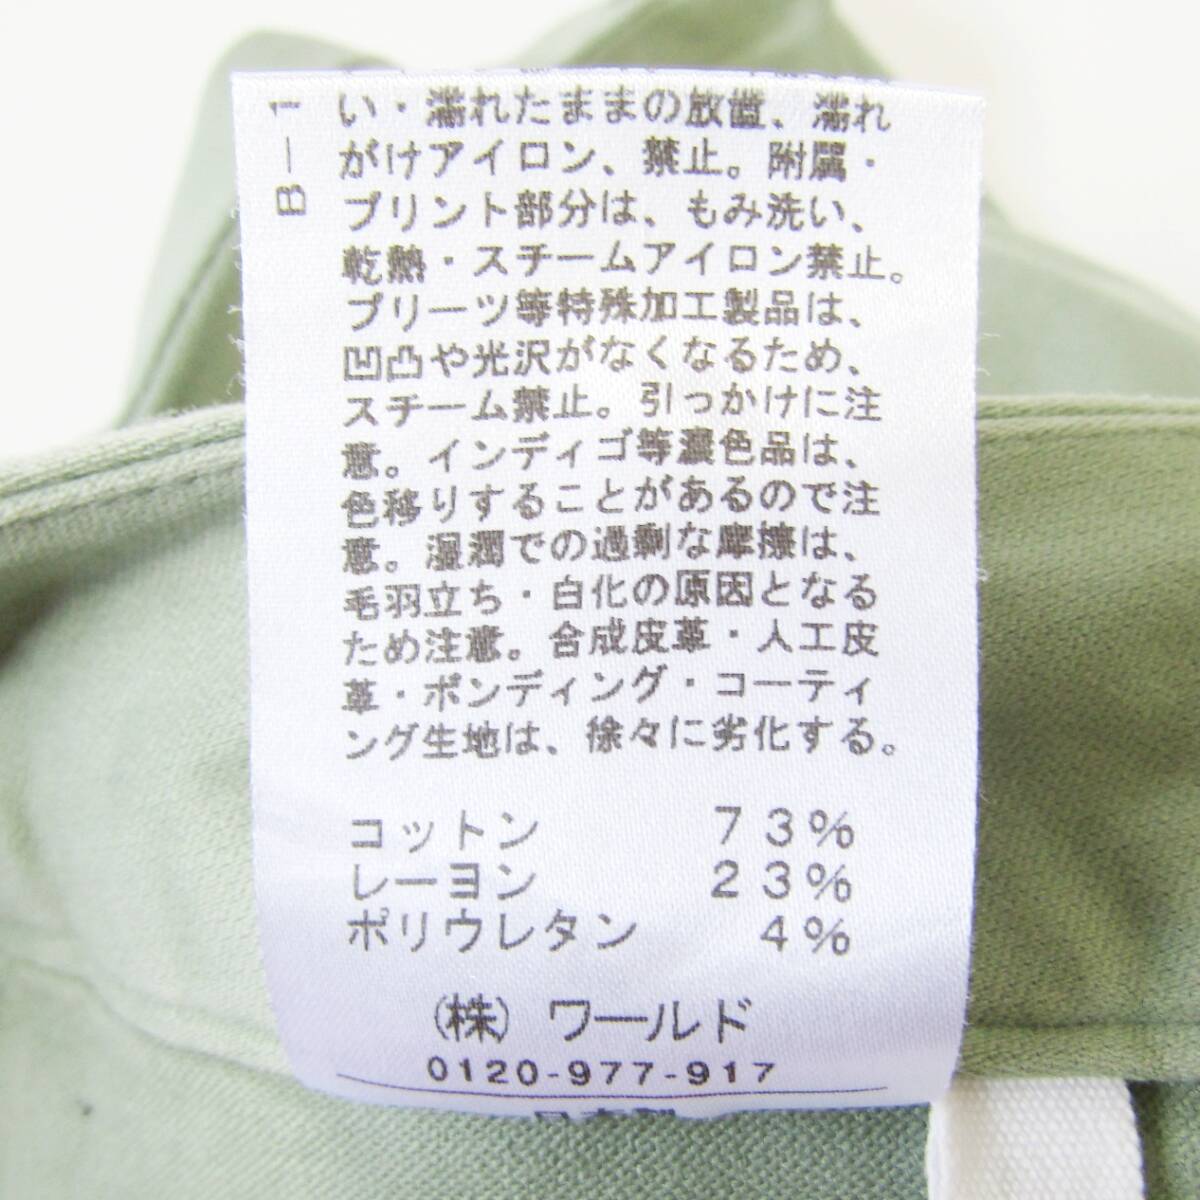 B-1
い・濡れたままの放置、濡れ
がけアイロン、禁止。附属・
プリント部分は、もみ洗い、
乾熱・スチームアイロン禁止。
プリーツ等特殊加工製品は、
凹凸や光沢がなくなるため、
スチーム禁止。引っかけに注
意。インディゴ等濃色品は、
色移りすることがあるので注
意。湿潤での過剰な摩擦は、
毛羽立ち・白化の原因となる
ため注意。合成皮革・人工皮
革・ボンディング・コーティ
ング生地は、徐々に劣化する。
コットン 73%
レーヨン 23%
ポリウレタン 4%
(株) ワールド
0120-977-917
日本製